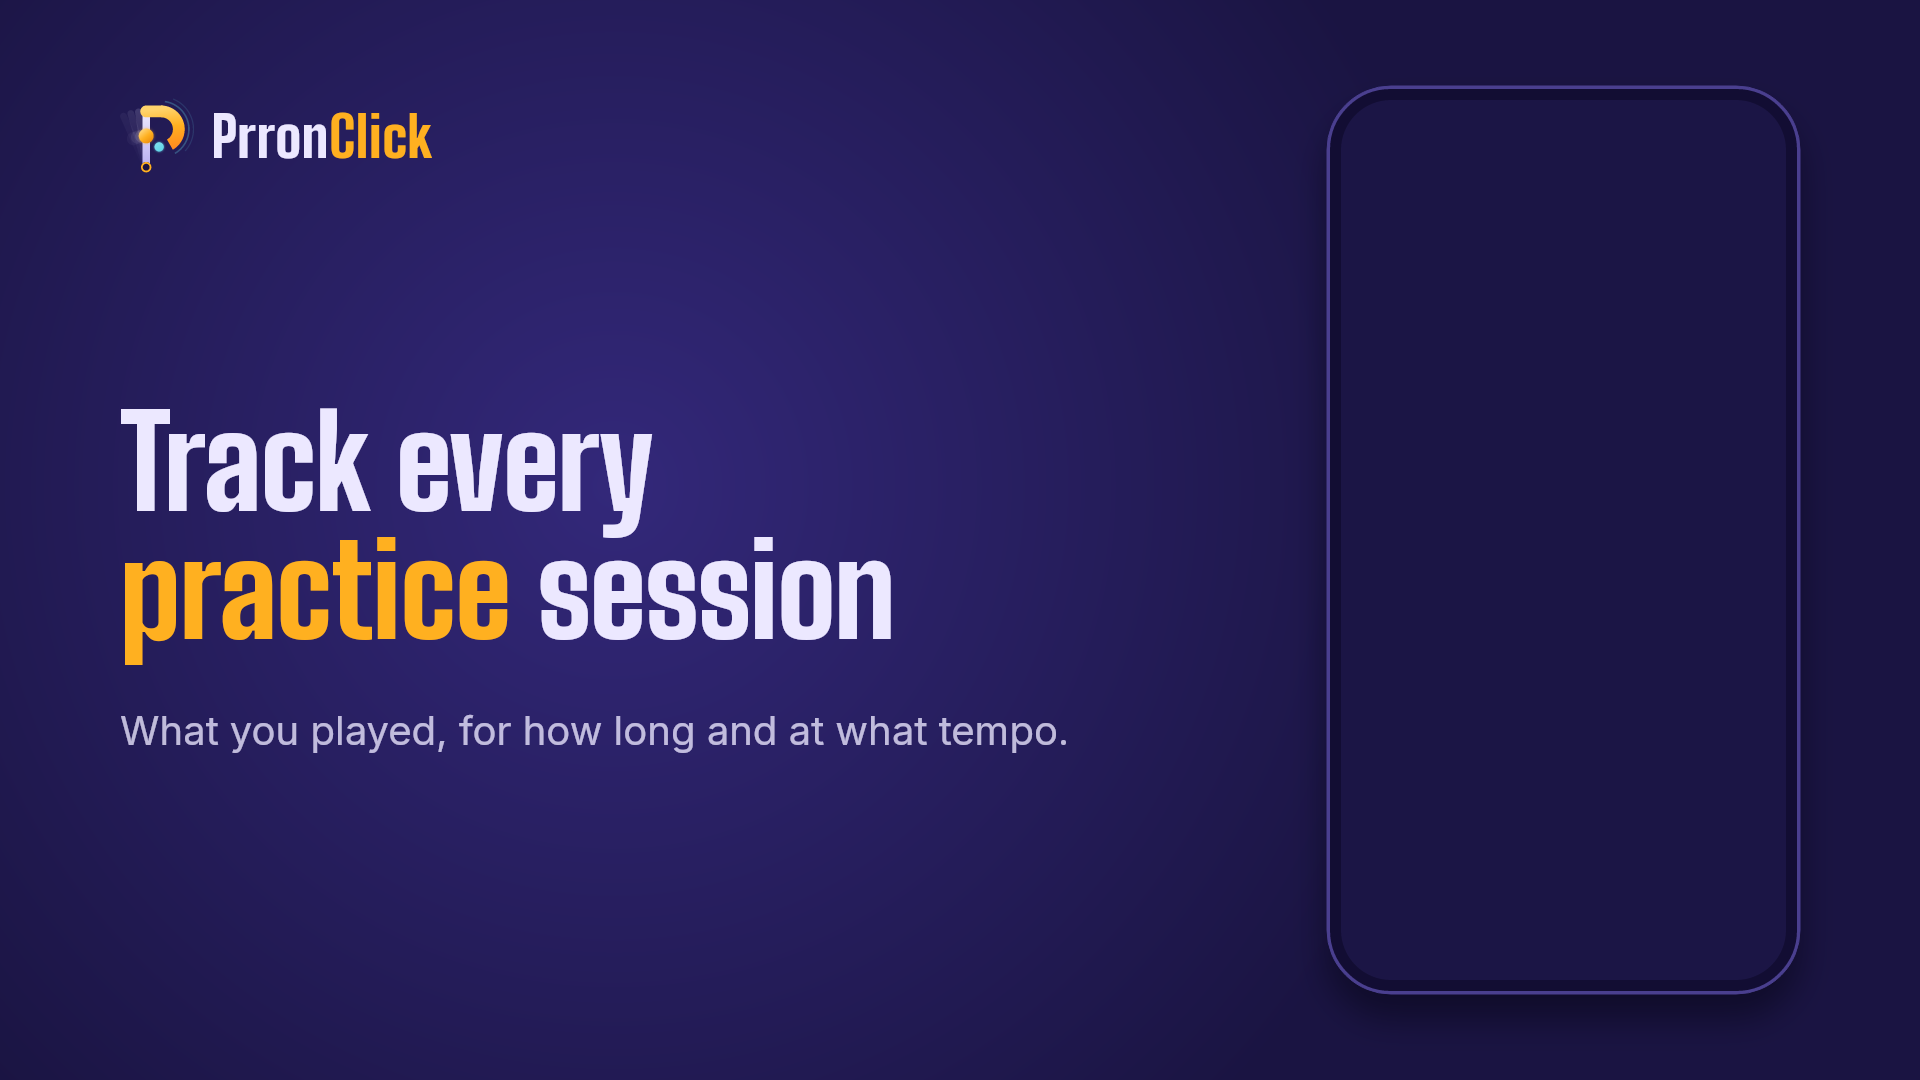 PrronClick
Track every
practice session
What you played, for how long and at what tempo.